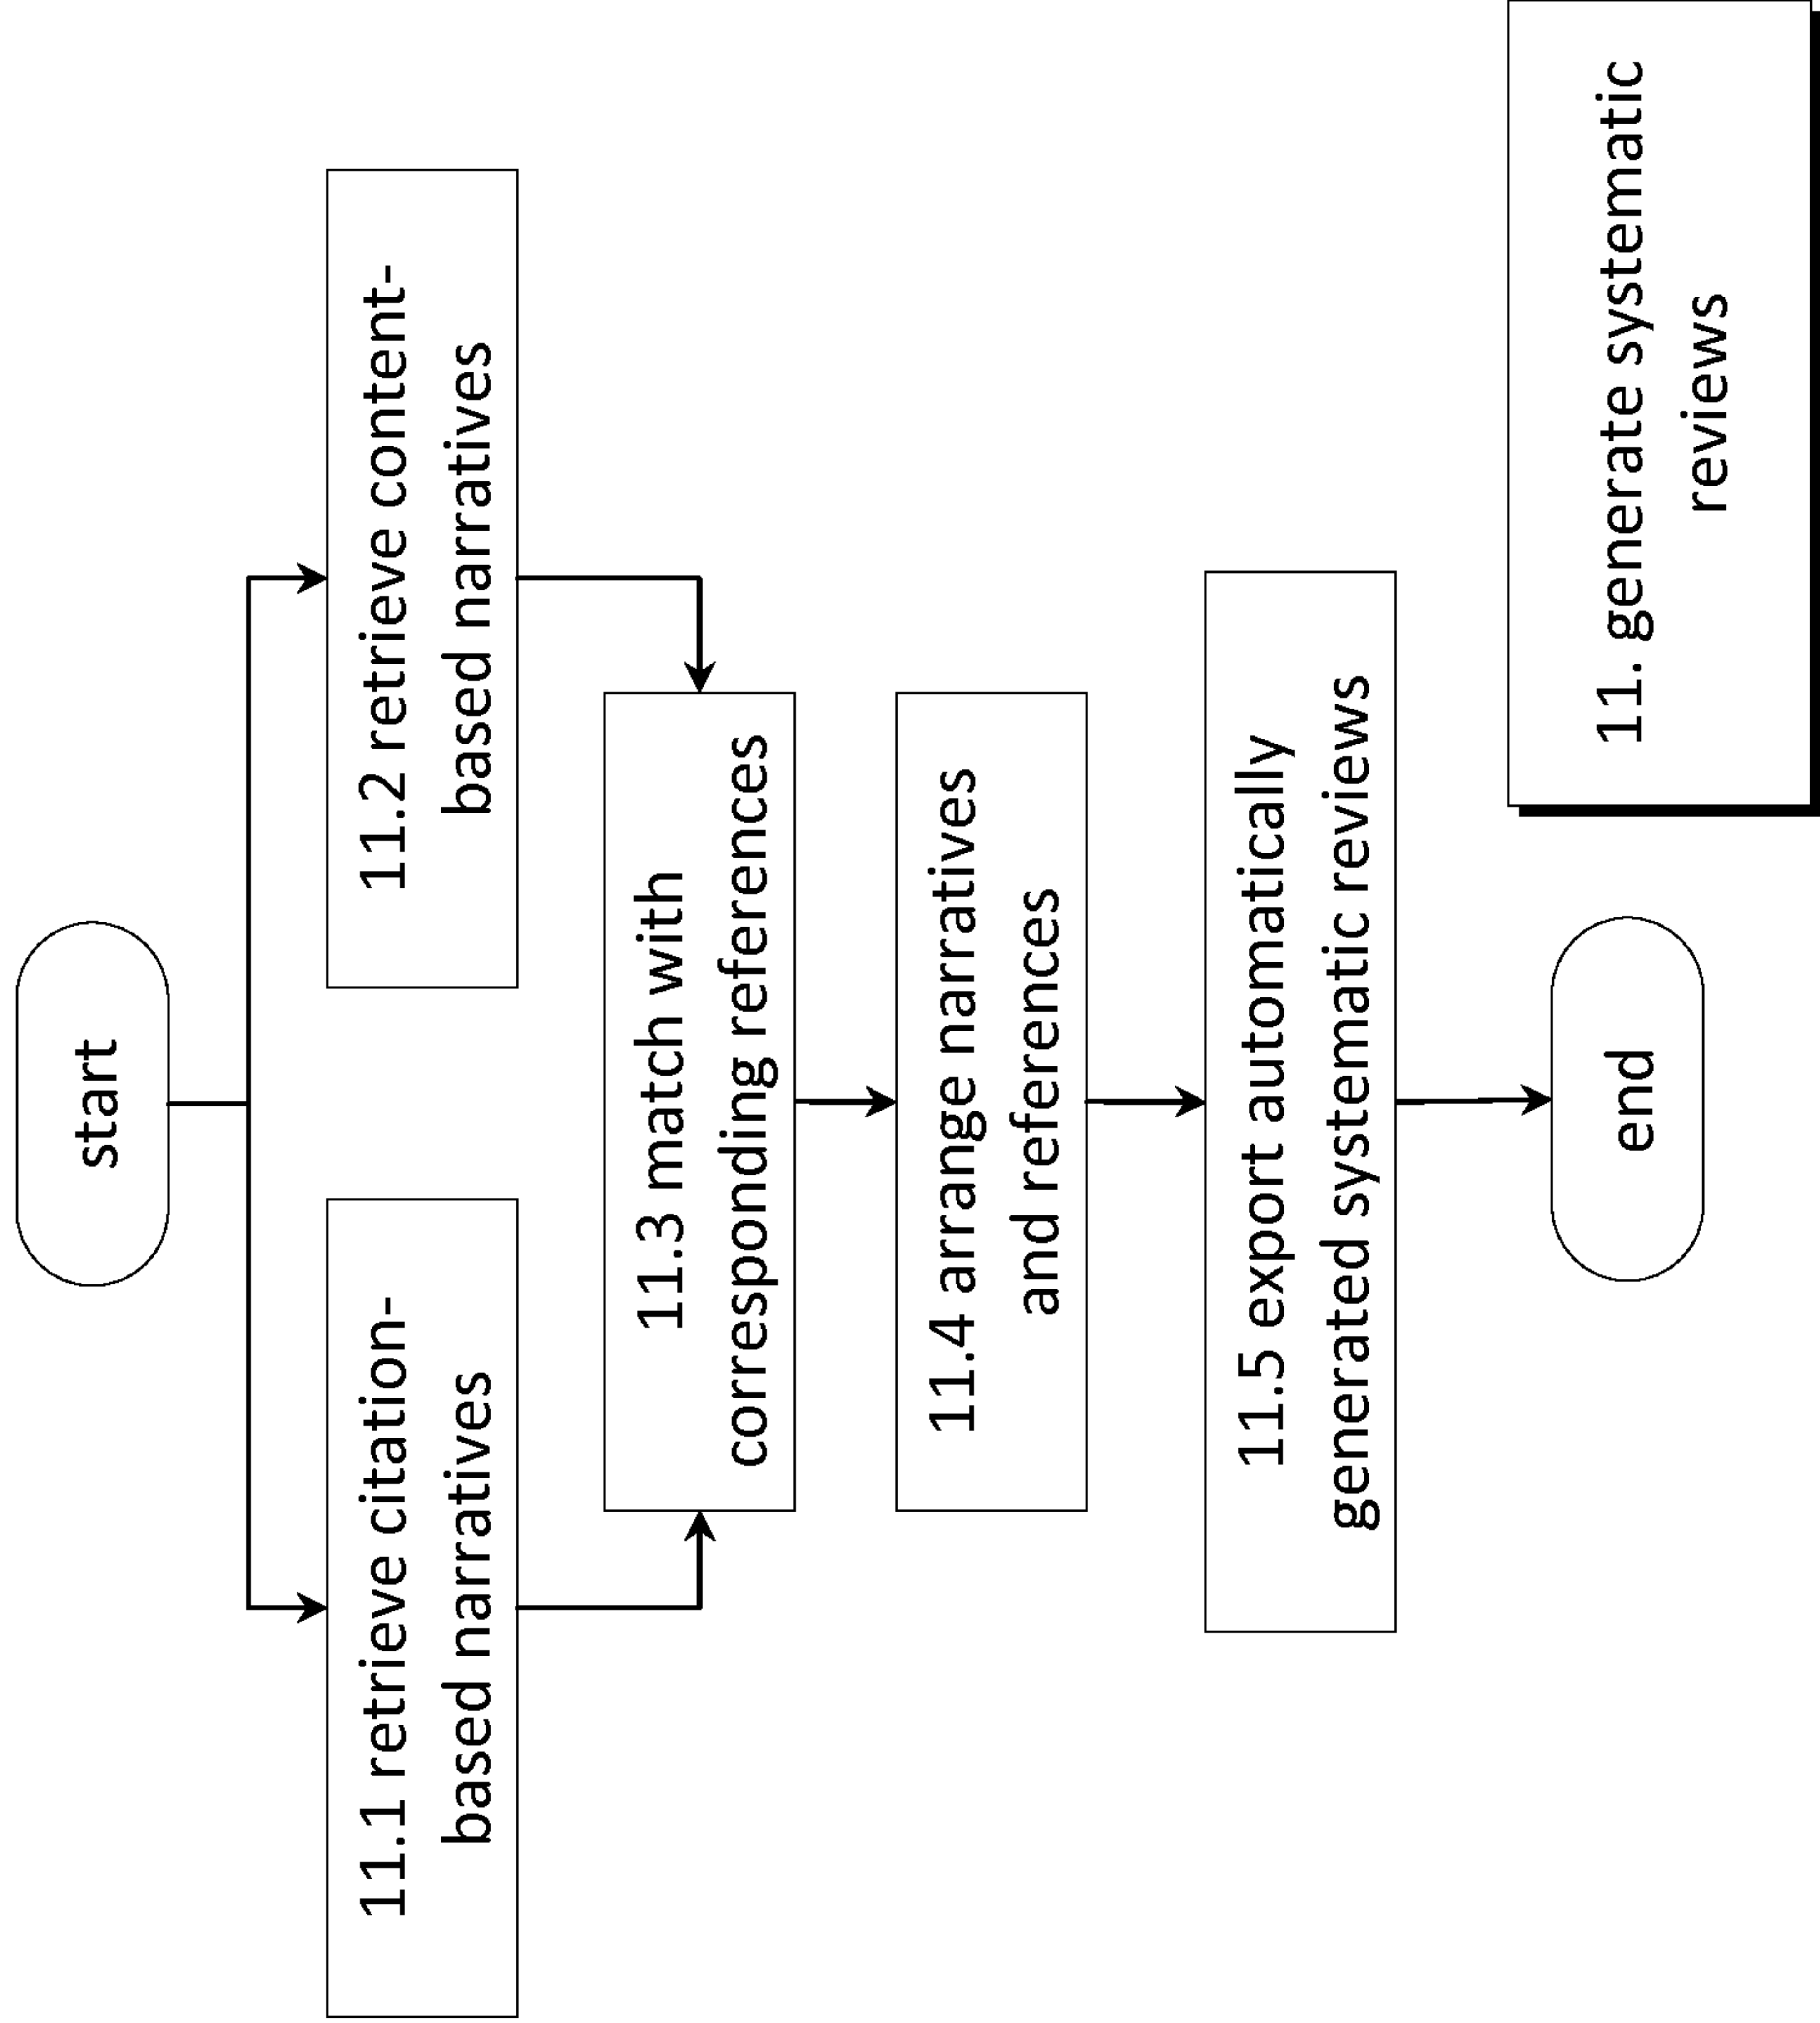 start
11.1 retrieve citation-
based narratives
11.2 retrieve content-
based narratives
11.3 match with
corresponding references
11.4 arrange narratives
and references
11.5 export automatically
generated systematic reviews
end
11. generate systematic
reviews